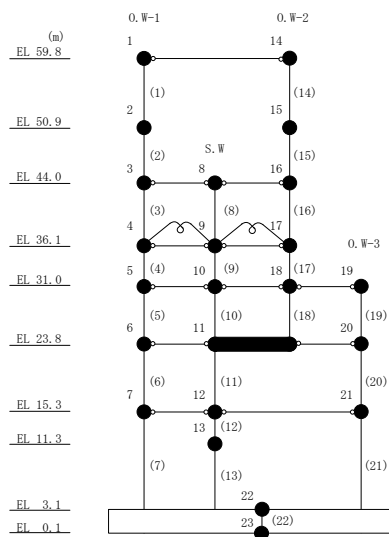 O.W-1 O.W-2
(m)
1 14
EL 59.8
(1) (14)
2 15
EL 50.9
(2) S.W (15)
3 8 16
EL 44.0
(3) (8) (16)
4 9 17
EL 36.1
O.W-3
5 (4) 10 (9) 18 (17) 19
EL 31.0
(5) (10) (18) (19)
6 11 20
EL 23.8
(6) (11) (20)
7 12 21
EL 15.3
13 (12)
EL 11.3
(7) (13) (21)
22
EL 3.1
23 (22)
EL 0.1